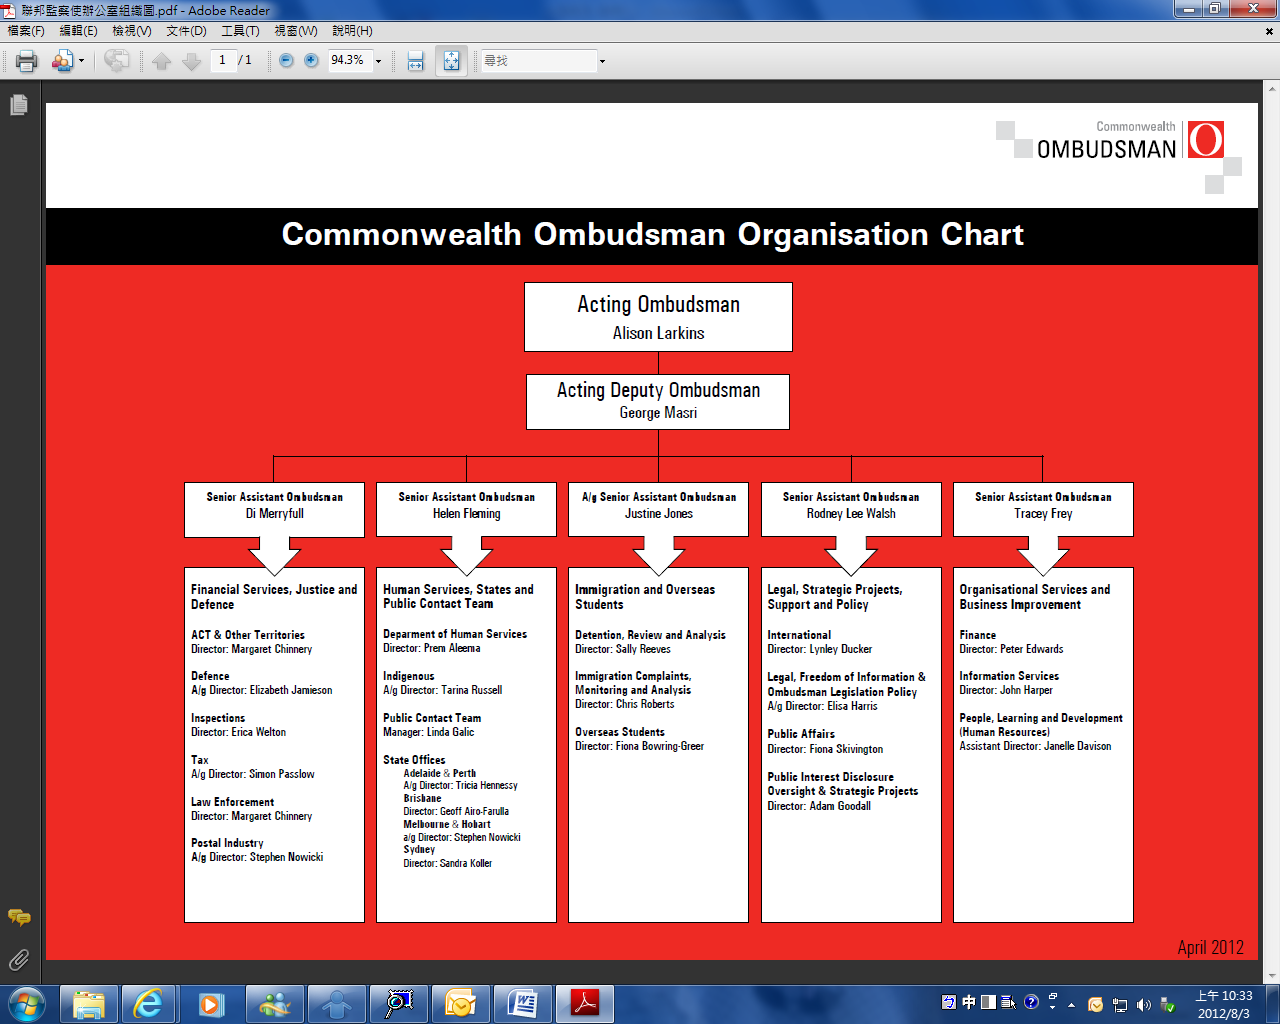 聯邦監察使辦公室組織圖.pdf - Adobe Reader
檔案(F) 編輯(E) 檢視(V) 文件(D) 工具(T) 視窗(W) 說明(H)
1 / 1 94.3% 尋找
Commonwealth
OMBUDSMAN
Commonwealth Ombudsman Organisation Chart
Acting Ombudsman
Alison Larkins
Acting Deputy Ombudsman
George Masri
Senior Assistant Ombudsman
Di Merryfull
Senior Assistant Ombudsman
Helen Fleming
A/g Senior Assistant Ombudsman
Justine Jones
Senior Assistant Ombudsman
Rodney Lee Walsh
Senior Assistant Ombudsman
Tracey Frey
Financial Services, Justice and
Defence
ACT & Other Territories
Director: Margaret Chinnery
Defence
A/g Director: Elizabeth Jamieson
Inspections
Director: Erica Welton
Tax
A/g Director: Simon Passlow
Law Enforcement
Director: Margaret Chinnery
Postal Industry
A/g Director: Stephen Nowicki
Human Services, States and
Public Contact Team
Deparment of Human Services
Director: Prem Aleema
Indigenous
A/g Director: Tarina Russell
Public Contact Team
Manager: Linda Galic
State Offices
Adelaide & Perth
A/g Director: Tricia Hennessy
Brisbane
Director: Geoff Airo-Farulla
Melbourne & Hobart
a/g Director: Stephen Nowicki
Sydney
Director: Sandra Koller
Immigration and Overseas
Students
Detention, Review and Analysis
Director: Sally Reeves
Immigration Complaints,
Monitoring and Analysis
Director: Chris Roberts
Overseas Students
Director: Fiona Bowring-Greer
Legal, Strategic Projects,
Support and Policy
International
Director: Lynley Ducker
Legal, Freedom of Information &
Ombudsman Legislation Policy
A/g Director: Elisa Harris
Public Affairs
Director: Fiona Skivington
Public Interest Disclosure
Oversight & Strategic Projects
Director: Adam Goodall
Organisational Services and
Business Improvement
Finance
Director: Peter Edwards
Information Services
Director: John Harper
People, Learning and Development
(Human Resources)
Assistant Director: Janelle Davison
April 2012
中
上午 10:33
2012/8/3